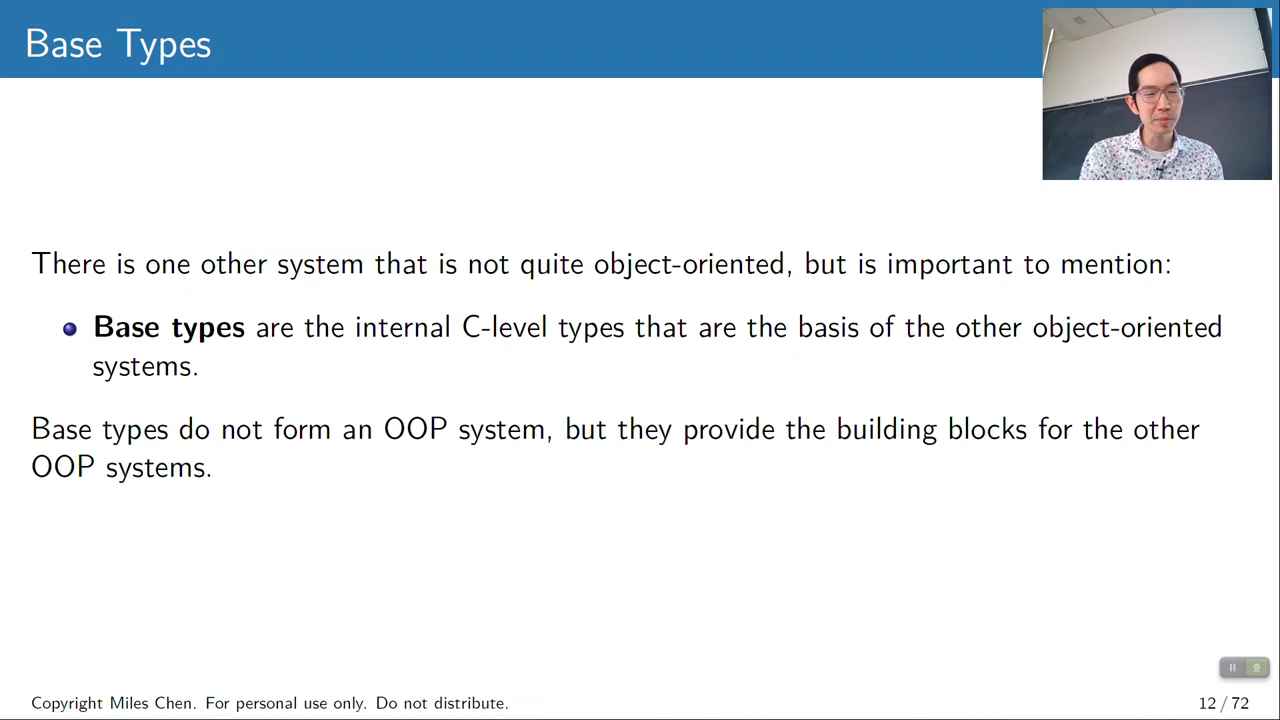 Base Types
There is one other system that is not quite object-oriented, but is important to mention:
Base types are the internal C-level types that are the basis of the other object-oriented
systems.
Base types do not form an OOP system, but they provide the building blocks for the other
OOP systems.
Copyright Miles Chen. For personal use only. Do not distribute.
12 / 72